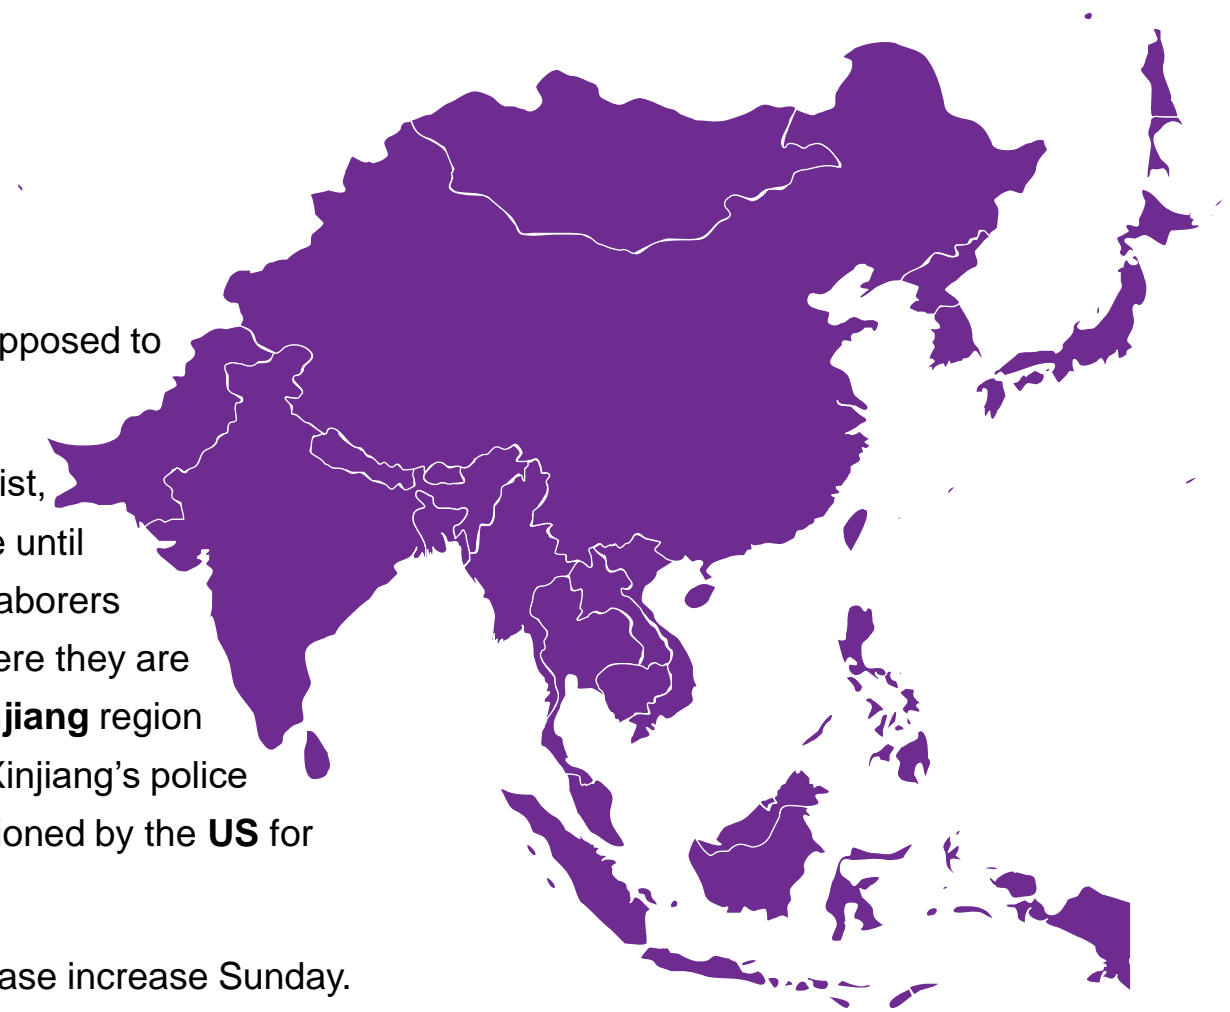 pposed to
ist,
e until
aborers
ere they are
jiang region
Xinjiang’s police
ioned by the US for
ase increase Sunday.